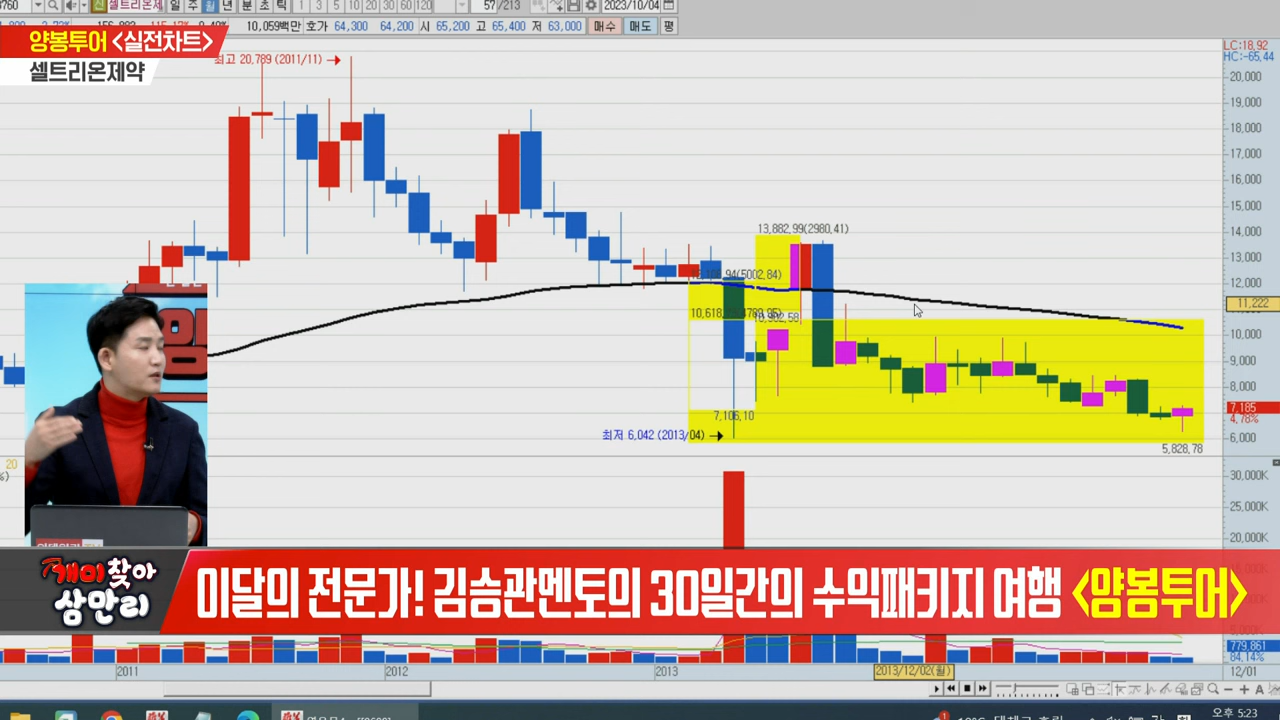 양봉투어 <실전차트>
셀트리온제약
일 주 월 년 분 초 틱
1 3 5 10 20 30 60 120
57 /213
2023/10/04
10,059백만 호가 64,300 64,200 시 65,200 고 65,400 저 63,000 매수 매도 평
최고 20,789 (2011/11)
LC:18,92
HC:-65,44
20,000
19,000
18,000
17,000
16,000
15,000
14,000
13,000
12,000
11,222
10,000
9,000
8,000
7,185
4.78%
6,000
13,882,99(2980,41)
7,106,10
최저 6,042 (2013/04)
5,828,78
20
30,000K
25,000K
20,000K
개미찾아
삼만리
이달의 전문가! 김승관멘토의 30일간의 수익패키지 여행 <양봉투어>
779,861
84,14%
2011
2012
2013
2013/12/02(월)
12/01
오후 5:23